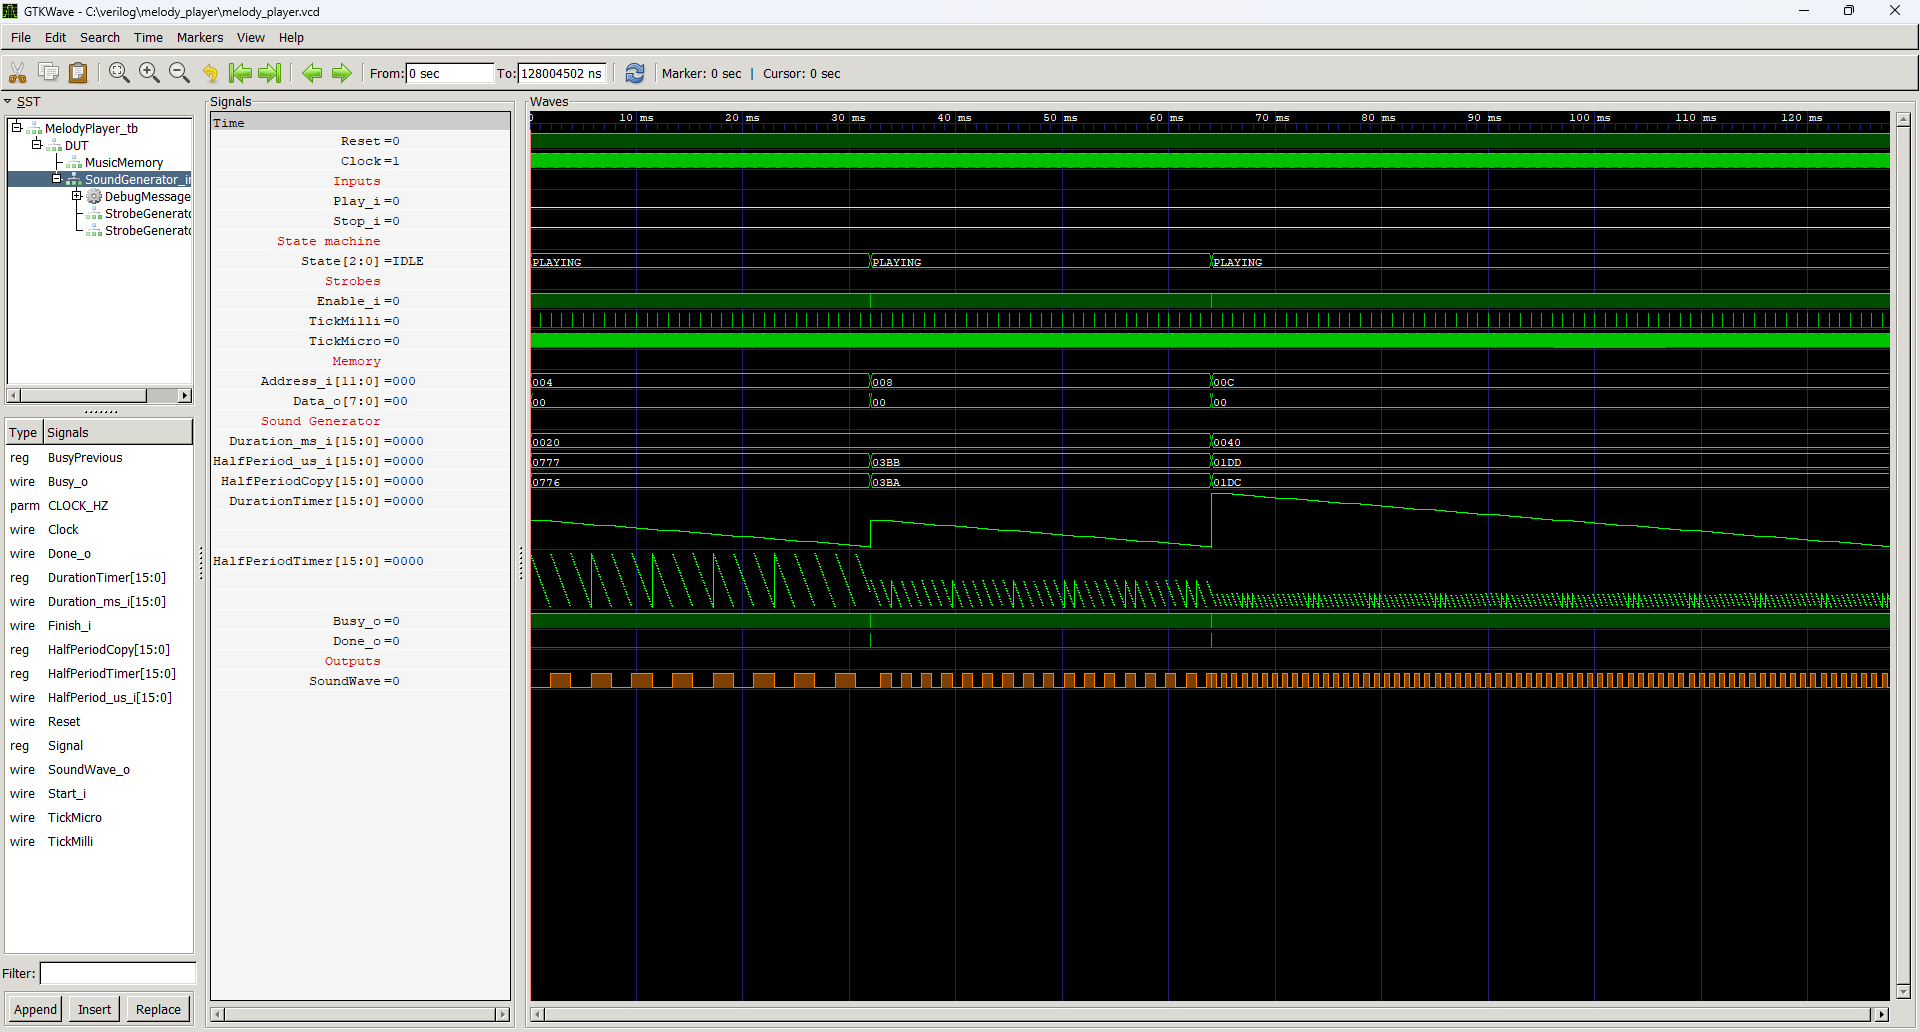 GTKWave - C:\verilog\melody_player\melody_player.vcd
File Edit Search Time Markers View Help
From: 0 sec To: 128004502 ns Marker: 0 sec | Cursor: 0 sec
SST
MelodyPlayer_tb
DUT
MusicMemory
SoundGenerator_i
DebugMessage
StrobeGenerato
StrobeGenerato
Type Signals
reg BusyPrevious
wire Busy_o
parm CLOCK_HZ
wire Clock
wire Done_o
reg DurationTimer[15:0]
wire Duration_ms_i[15:0]
wire Finish_i
reg HalfPeriodCopy[15:0]
reg HalfPeriodTimer[15:0]
wire HalfPeriod_us_i[15:0]
wire Reset
reg Signal
wire SoundWave_o
wire Start_i
wire TickMicro
wire TickMilli
Filter:
Append Insert Replace
Signals
Time
Reset=0
Clock=1
Inputs
Play_i=0
Stop_i=0
State machine
State[2:0]=IDLE
Strobes
Enable_i=0
TickMilli=0
TickMicro=0
Memory
Address_i[11:0]=000
Data_o[7:0]=00
Sound Generator
Duration_ms_i[15:0]=0000
HalfPeriod_us_i[15:0]=0000
HalfPeriodCopy[15:0]=0000
DurationTimer[15:0]=0000
HalfPeriodTimer[15:0]=0000
Busy_o=0
Done_o=0
Outputs
SoundWave=0
Waves
0 10 ms 20 ms 30 ms 40 ms 50 ms 60 ms 70 ms 80 ms 90 ms 100 ms 110 ms 120 ms
PLAYING PLAYING PLAYING
004 008 00C
00 00 00
0020 0040
0777 03BB 01DD
0776 03BA 01DC